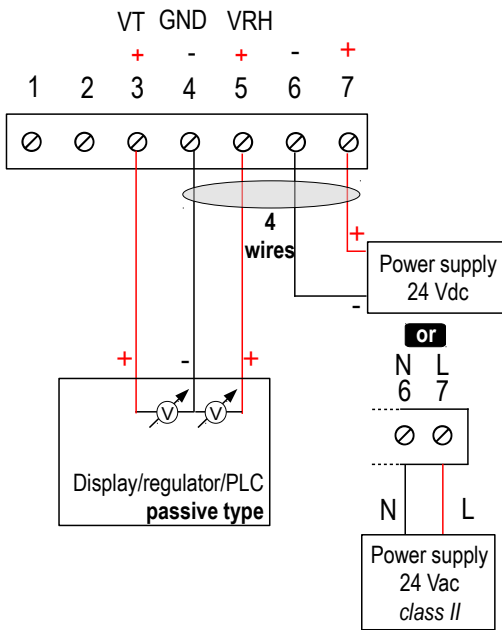 VT GND VRH
+ - + - +
1 2 3 4 5 6 7
4
wires
+
Power supply
24 Vdc
-
or
N L
6 7
+ - +
V V
Display/regulator/PLC
passive type
N L
Power supply
24 Vac
class II